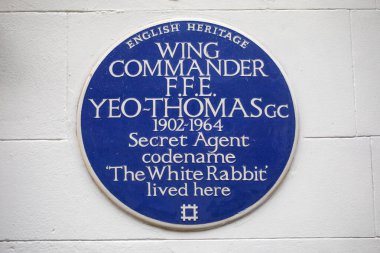 ENGLISH HERITAGE
WING
COMMANDER
F.F.E.
YEO-THOMAS GC
1902-1964
Secret Agent
codename
'The White Rabbit'
lived here